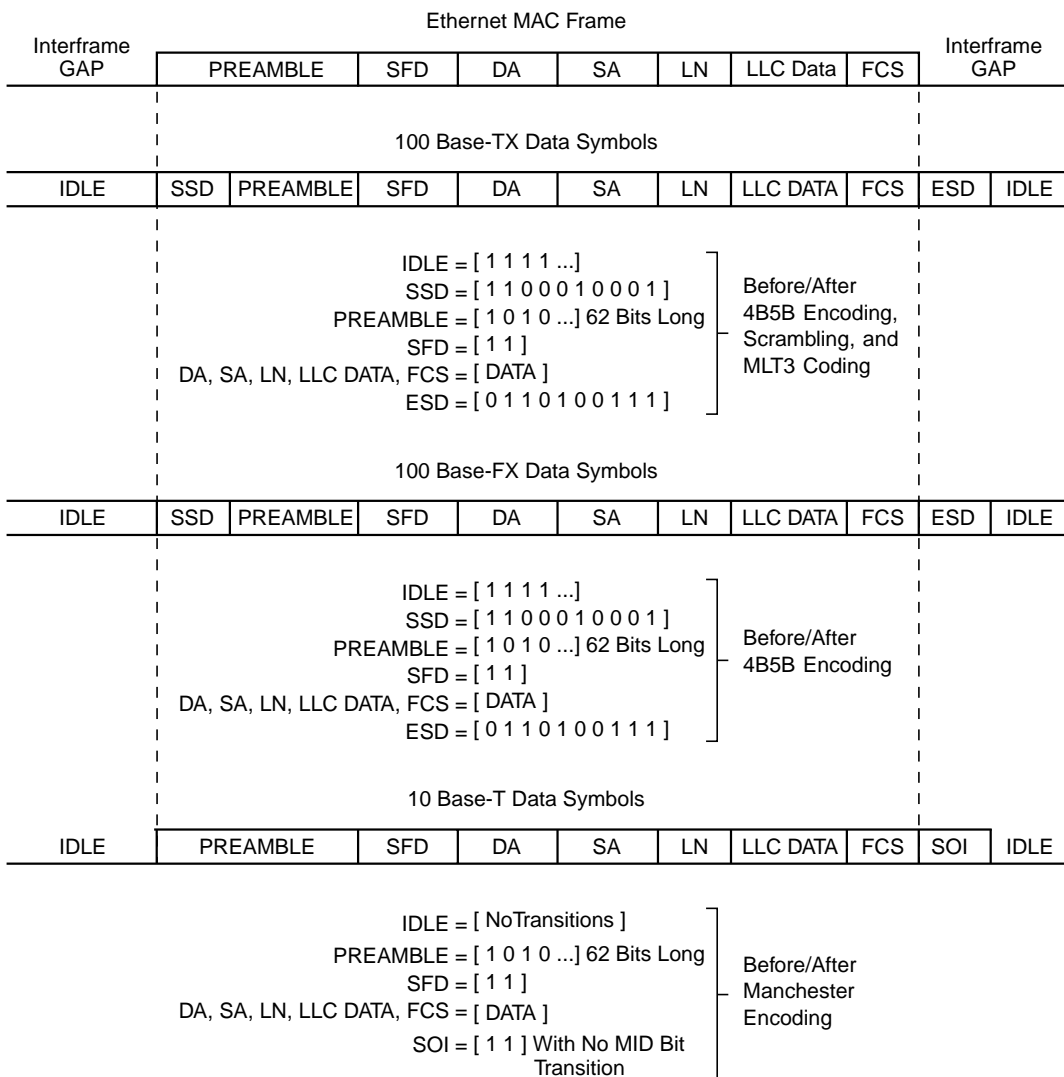 Ethernet MAC Frame
Interframe GAP PREAMBLE SFD DA SA LN LLC Data FCS Interframe GAP
100 Base-TX Data Symbols
IDLE SSD PREAMBLE SFD DA SA LN LLC DATA FCS ESD IDLE
IDLE = [ 1 1 1 1 ...]
SSD = [ 1 1 0 0 0 1 0 0 0 1 ]
PREAMBLE = [ 1 0 1 0 ...] 62 Bits Long
SFD = [ 1 1 ]
DA, SA, LN, LLC DATA, FCS = [ DATA ]
ESD = [ 0 1 1 0 1 0 0 1 1 1 ]
Before/After
4B5B Encoding,
Scrambling, and
MLT3 Coding
100 Base-FX Data Symbols
IDLE SSD PREAMBLE SFD DA SA LN LLC DATA FCS ESD IDLE
IDLE = [ 1 1 1 1 ...]
SSD = [ 1 1 0 0 0 1 0 0 0 1 ]
PREAMBLE = [ 1 0 1 0 ...] 62 Bits Long
SFD = [ 1 1 ]
DA, SA, LN, LLC DATA, FCS = [ DATA ]
ESD = [ 0 1 1 0 1 0 0 1 1 1 ]
Before/After
4B5B Encoding
10 Base-T Data Symbols
IDLE PREAMBLE SFD DA SA LN LLC DATA FCS SOI IDLE
IDLE = [ NoTransitions ]
PREAMBLE = [ 1 0 1 0 ...] 62 Bits Long
SFD = [ 1 1 ]
DA, SA, LN, LLC DATA, FCS = [ DATA ]
SOI = [ 1 1 ] With No MID Bit
Transition
Before/After
Manchester
Encoding